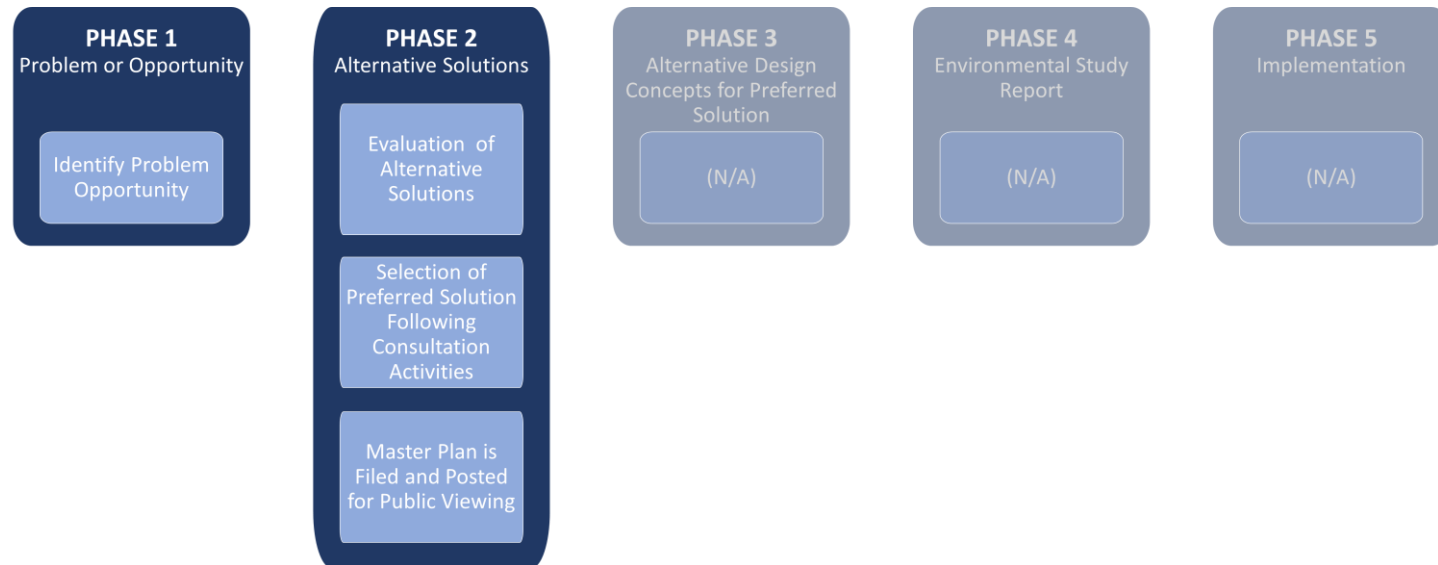 PHASE 1
Problem or Opportunity
Identify Problem
Opportunity
PHASE 2
Alternative Solutions
Evaluation of
Alternative
Solutions
Selection of
Preferred Solution
Following
Consultation
Activities
Master Plan is
Filed and Posted
for Public Viewing
PHASE 3
Alternative Design
Concepts for Preferred
Solution
(N/A)
PHASE 4
Environmental Study
Report
(N/A)
PHASE 5
Implementation
(N/A)